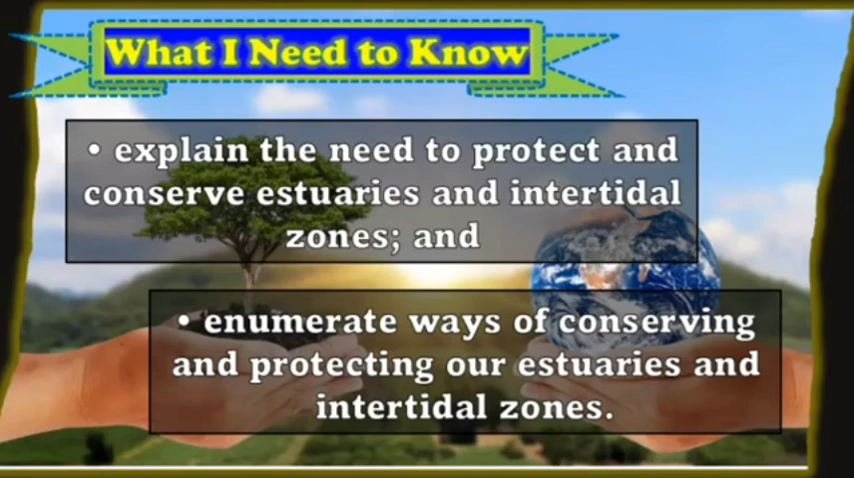 What I Need to Know
• explain the need to protect and
conserve estuaries and intertidal
zones; and
• enumerate ways of conserving
and protecting our estuaries and
intertidal zones.